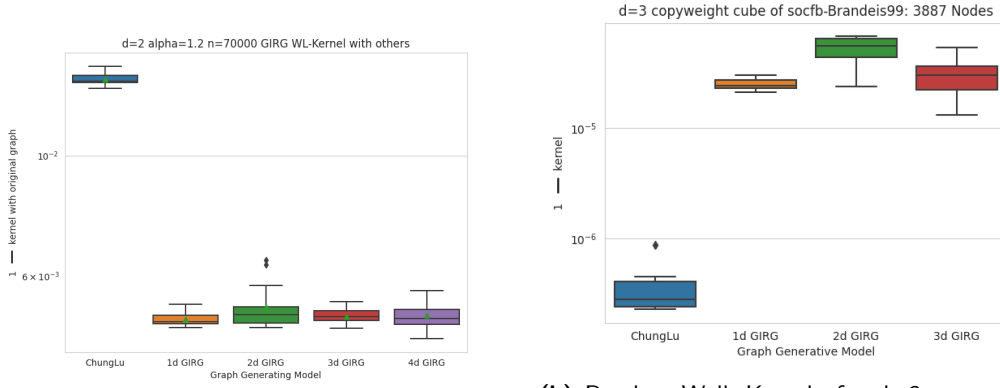 d=2 alpha=1.2 n=70000 GIRG WL-Kernel with others
1 — kernel with original graph
10⁻²
6 × 10⁻³
ChungLu 1d GIRG 2d GIRG 3d GIRG 4d GIRG
Graph Generating Model
d=3 copyweight cube of socfb-Brandeis99: 3887 Nodes
1 — kernel
10⁻⁵
10⁻⁶
ChungLu 1d GIRG 2d GIRG 3d GIRG
Graph Generative Model